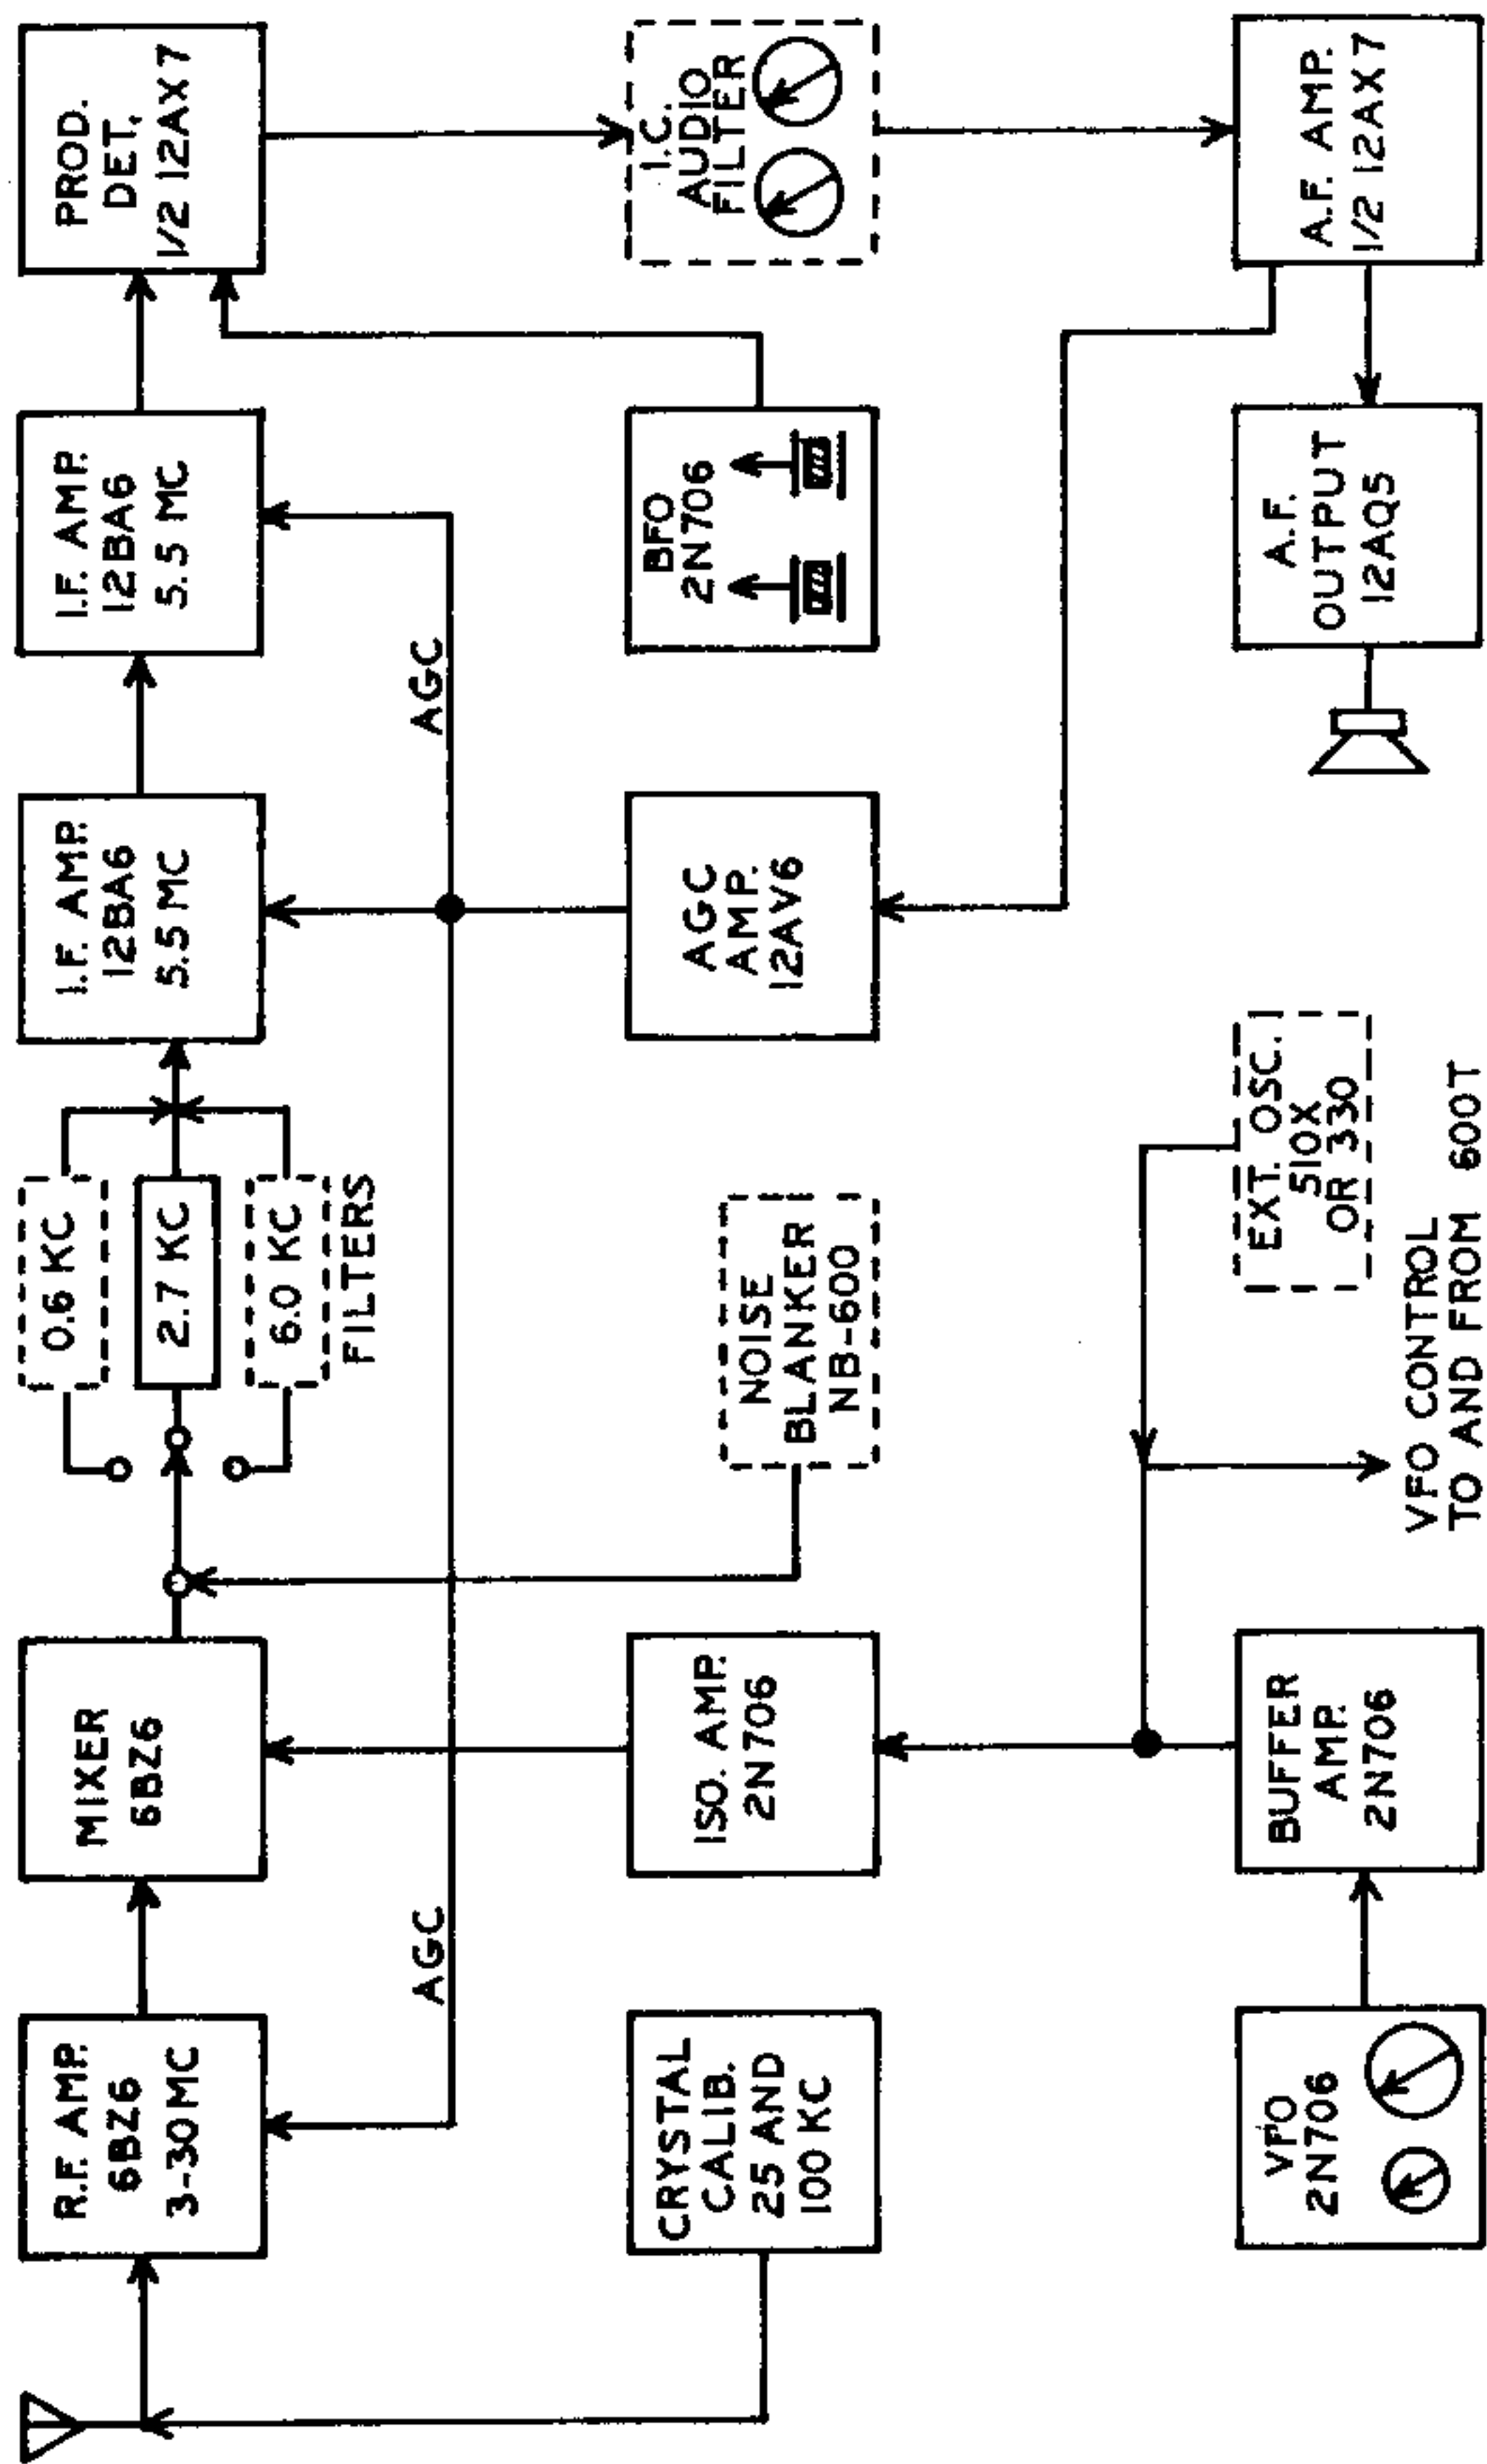 R.F. AMP.
6BZ6
3-30MC
MIXER
6BZ6
0.6 KC
2.7 KC
6.0 KC
FILTERS
I.F. AMP.
12BA6
5.5 MC
I.F. AMP.
12BA6
5.5 MC
PROD.
DET.
1/2 12AX7
AGC
AGC
CRYSTAL
CALIB.
25 AND
100 KC
ISO. AMP.
2N706
NOISE
BLANKER
NB-600
AGC
AMP.
12AV6
BFO
2N706
I.C.
AUDIO
FILTER
VFO
2N706
BUFFER
AMP.
2N706
EXT. OSC.
510X
OR 330
VFO CONTROL
TO AND FROM 600T
A.F.
OUTPUT
12AQ5
A.F. AMP.
1/2 12AX7